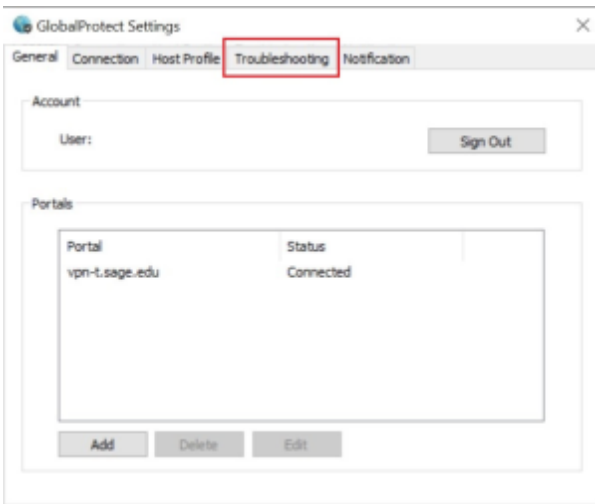 GlobalProtect Settings
General Connection Host Profile Troubleshooting Notification
Account
User: Sign Out
Portals
Portal Status
vpn-t.sage.edu Connected
Add Delete Edit